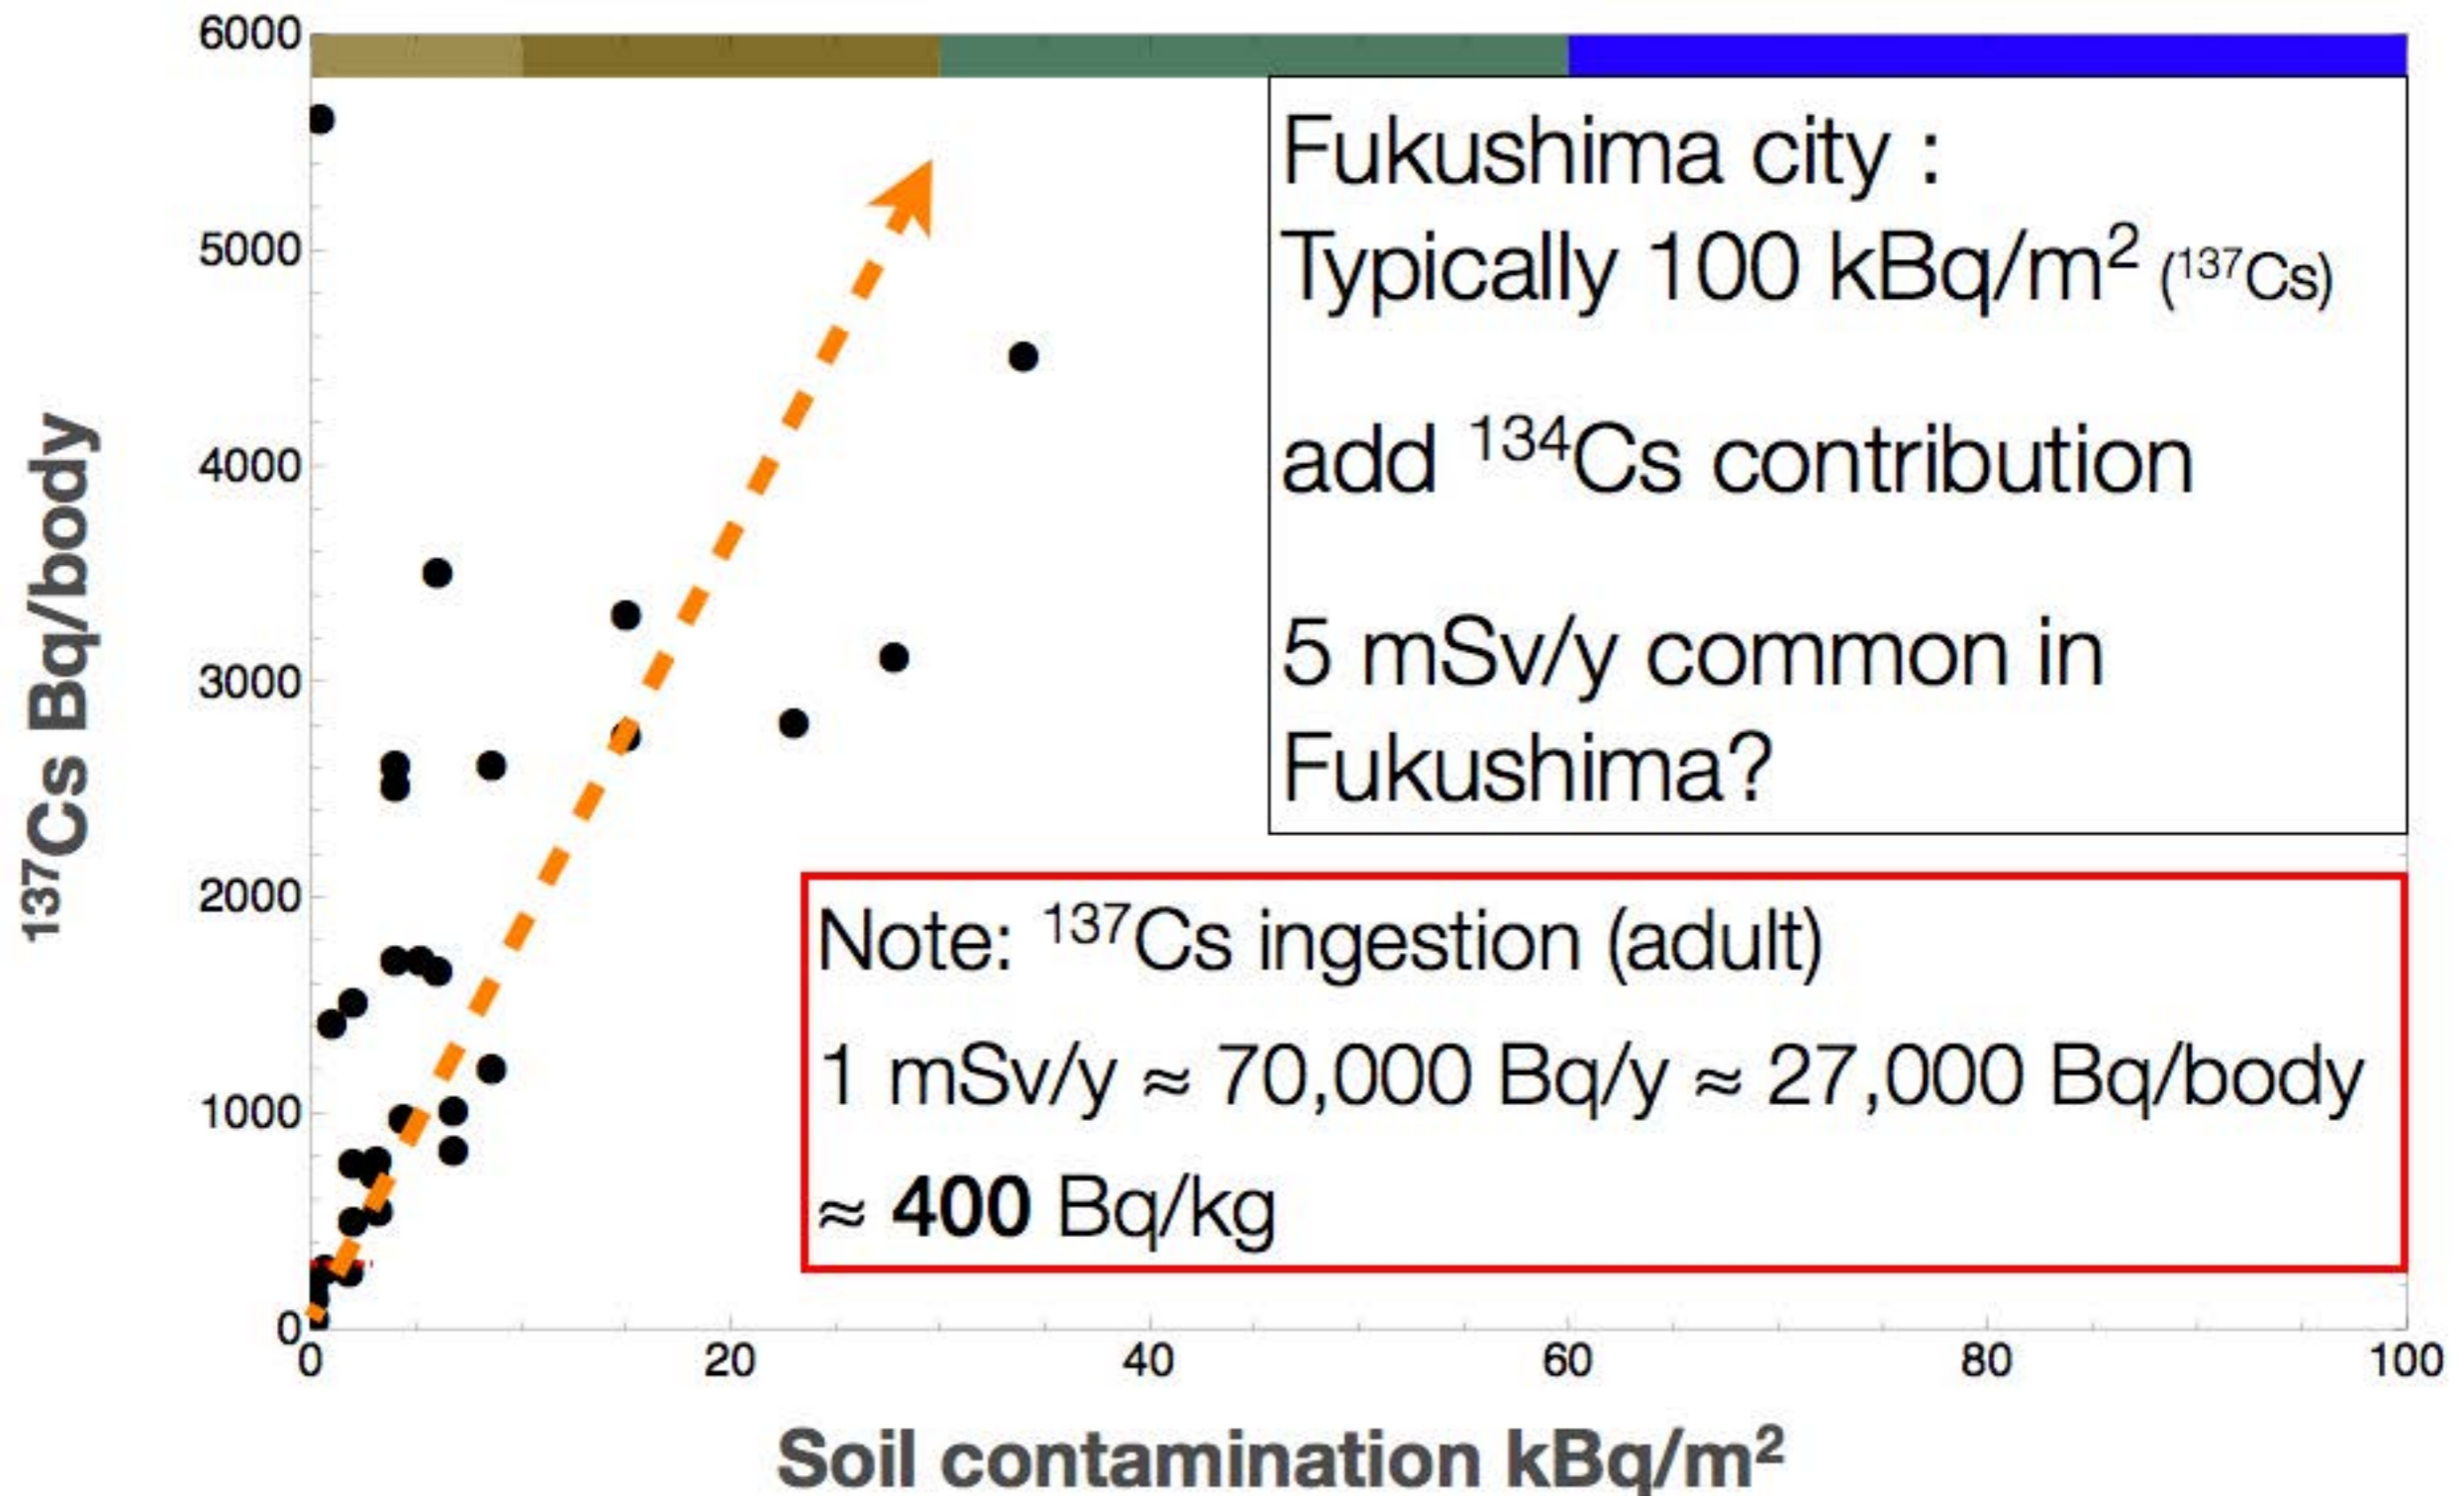 6000
5000
4000
3000
2000
1000
0
¹³⁷Cs Bq/body
Fukushima city :
Typically 100 kBq/m² (¹³⁷Cs)
add ¹³⁴Cs contribution
5 mSv/y common in
Fukushima?
Note: ¹³⁷Cs ingestion (adult)
1 mSv/y ≈ 70,000 Bq/y ≈ 27,000 Bq/body
≈ 400 Bq/kg
0 20 40 60 80 100
Soil contamination kBq/m²